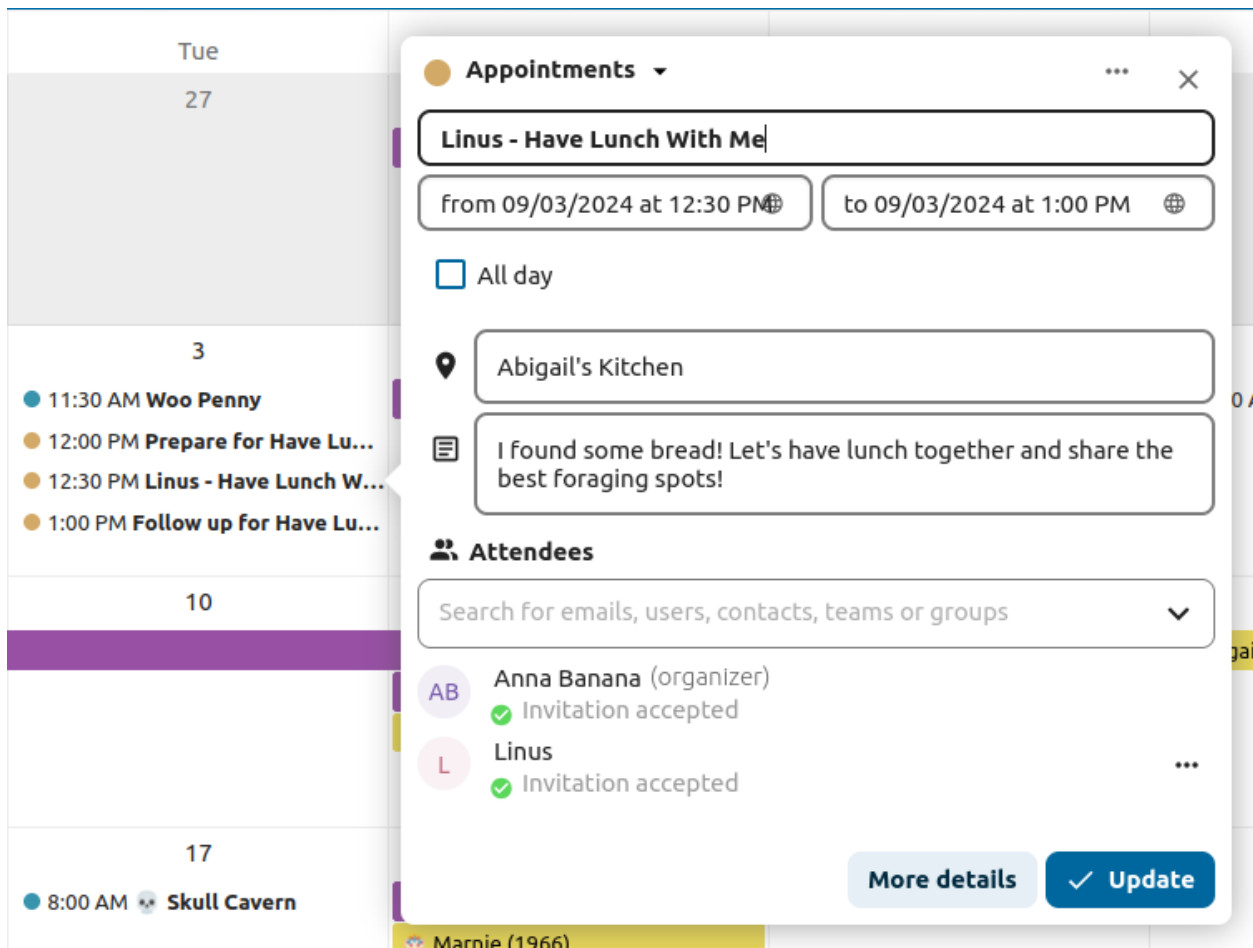 Tue
27
3
11:30 AM Woo Penny
12:00 PM Prepare for Have Lu...
12:30 PM Linus - Have Lunch W...
1:00 PM Follow up for Have Lu...
10
17
8:00 AM 💀 Skull Cavern
Appointments
Linus - Have Lunch With Me
from 09/03/2024 at 12:30 PM
to 09/03/2024 at 1:00 PM
All day
Abigail's Kitchen
I found some bread! Let's have lunch together and share the
best foraging spots!
Attendees
Search for emails, users, contacts, teams or groups
AB
Anna Banana (organizer)
Invitation accepted
L
Linus
Invitation accepted
More details
Update
Marnie (1966)